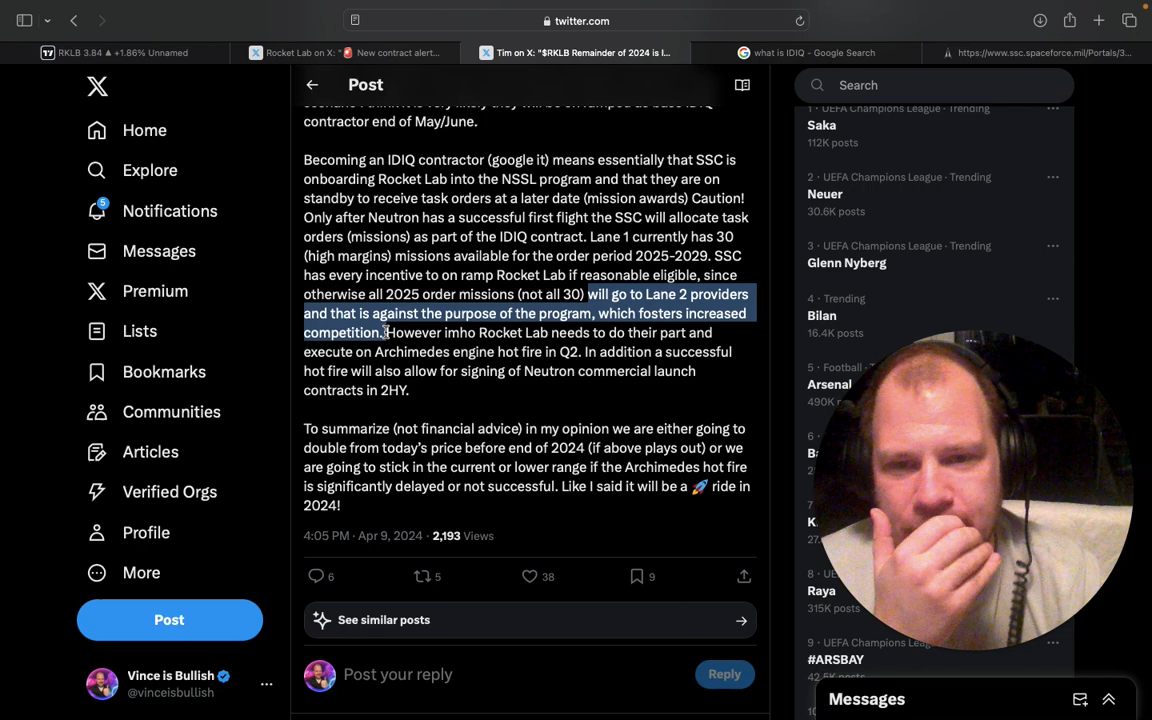 twitter.com
RKLB 3.84 ▲ +1.86% Unnamed
Rocket Lab on X: "🚨 New contract alert...
Tim on X: "$RKLB Remainder of 2024 is l...
what is IDIQ - Google Search
https://www.ssc.spaceforce.mil/Portals/3...
Home
Explore
5
Notifications
Messages
Premium
Lists
Bookmarks
Communities
Articles
Verified Orgs
Profile
More
Post
Vince is Bullish
@vinceisbullish
Post
contractor end of May/June.
Becoming an IDIQ contractor (google it) means essentially that SSC is
onboarding Rocket Lab into the NSSL program and that they are on
standby to receive task orders at a later date (mission awards) Caution!
Only after Neutron has a successful first flight the SSC will allocate task
orders (missions) as part of the IDIQ contract. Lane 1 currently has 30
(high margins) missions available for the order period 2025-2029. SSC
has every incentive to on ramp Rocket Lab if reasonable eligible, since
otherwise all 2025 order missions (not all 30) will go to Lane 2 providers
and that is against the purpose of the program, which fosters increased
competition. However imho Rocket Lab needs to do their part and
execute on Archimedes engine hot fire in Q2. In addition a successful
hot fire will also allow for signing of Neutron commercial launch
contracts in 2HY.
To summarize (not financial advice) in my opinion we are either going to
double from today's price before end of 2024 (if above plays out) or we
are going to stick in the current or lower range if the Archimedes hot fire
is significantly delayed or not successful. Like I said it will be a 🚀 ride in
2024!
4:05 PM · Apr 9, 2024 · 2,193 Views
6
5
38
9
See similar posts
Post your reply
Reply
Search
1 · UEFA Champions League · Trending
Saka
112K posts
2 · UEFA Champions League · Trending
Neuer
30.6K posts
3 · UEFA Champions League · Trending
Glenn Nyberg
4 · Trending
Bilan
16.4K posts
5 · Football ·
Arsenal
490K
6 ·
7 ·
8 · UE
Raya
315K posts
9 · UEFA Champions
#ARSBAY
42.5K
Messages